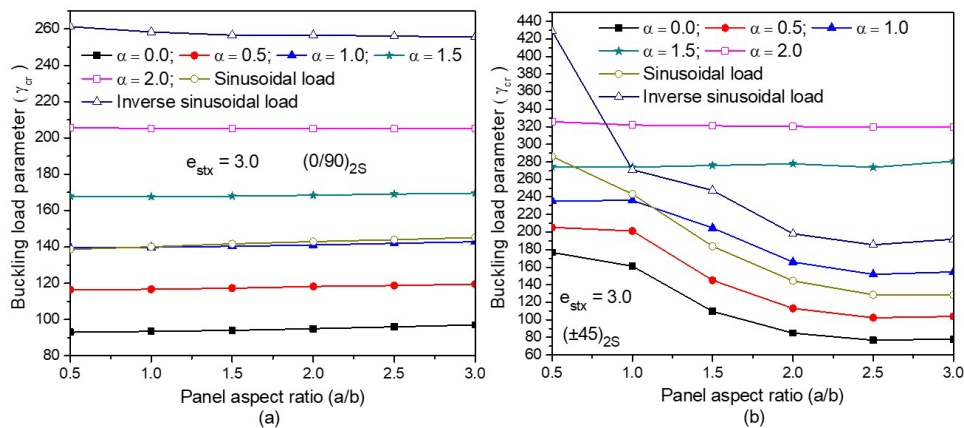 260
240
220
200
180
160
140
120
100
80
Buckling load parameter (γcr)
α = 0.0; α = 0.5; α = 1.0; α = 1.5
α = 2.0; Sinusoidal load
Inverse sinusoidal load
estx = 3.0 (0/90)2S
0.5 1.0 1.5 2.0 2.5 3.0
Panel aspect ratio (a/b)
(a)
440
420
400
380
360
340
320
300
280
260
240
220
200
180
160
140
120
100
80
60
Buckling load parameter (γcr)
α = 0.0; α = 0.5; α = 1.0
α = 1.5; α = 2.0
Sinusoidal load
Inverse sinusoidal load
estx = 3.0
(±45)2S
0.5 1.0 1.5 2.0 2.5 3.0
Panel aspect ratio (a/b)
(b)